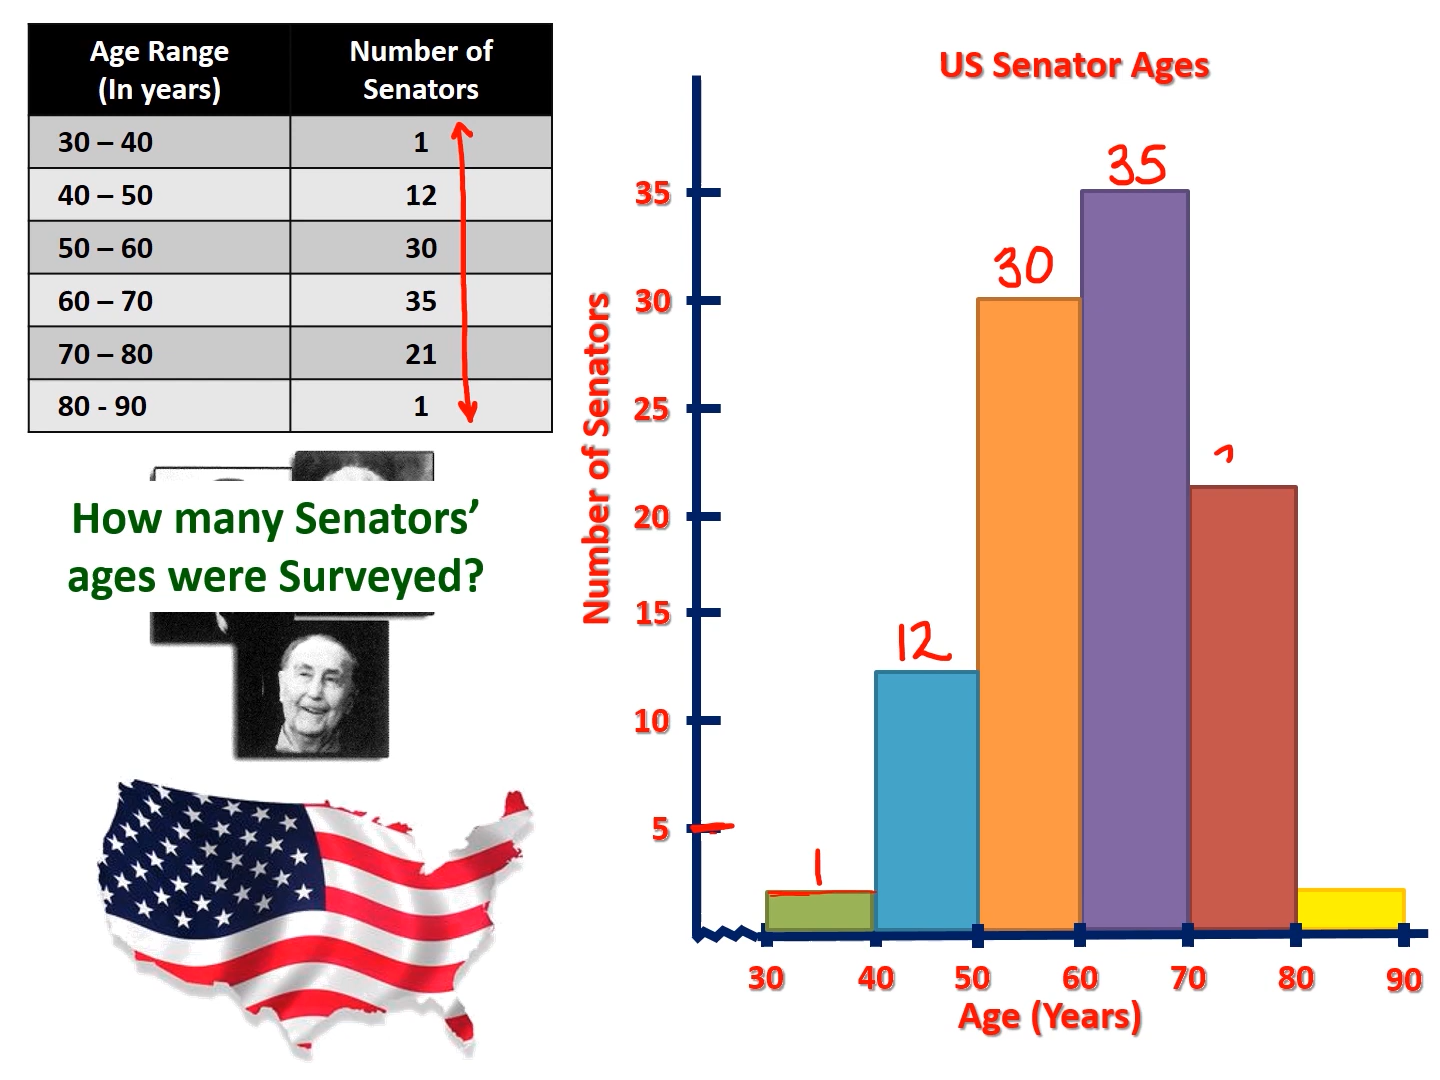 Age Range
(In years)
Number of
Senators
30 – 40 1
40 – 50 12
50 – 60 30
60 – 70 35
70 – 80 21
80 - 90 1
How many Senators’
ages were Surveyed?
US Senator Ages
Number of Senators
35
30
25
20
15
10
5
1
12
30
35
30 40 50 60 70 80 90
Age (Years)